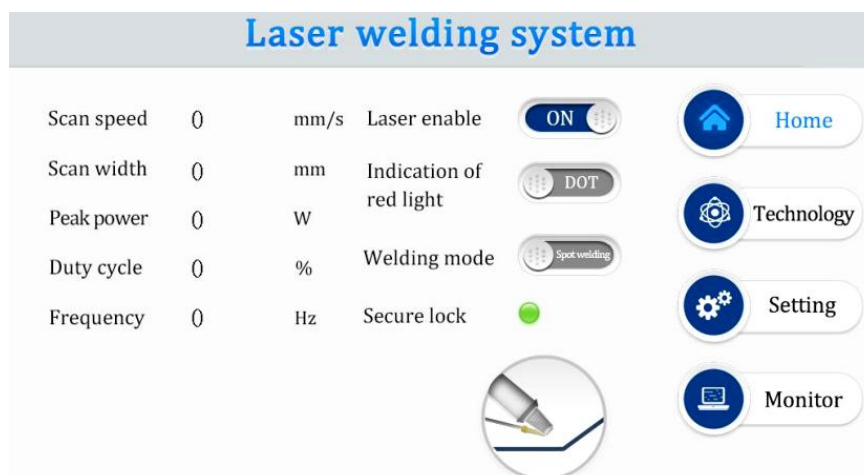 Laser welding system
Scan speed 0 mm/s
Scan width 0 mm
Peak power 0 W
Duty cycle 0 %
Frequency 0 Hz
Laser enable ON
Indication of
red light DOT
Welding mode Spot welding
Secure lock
Home
Technology
Setting
Monitor